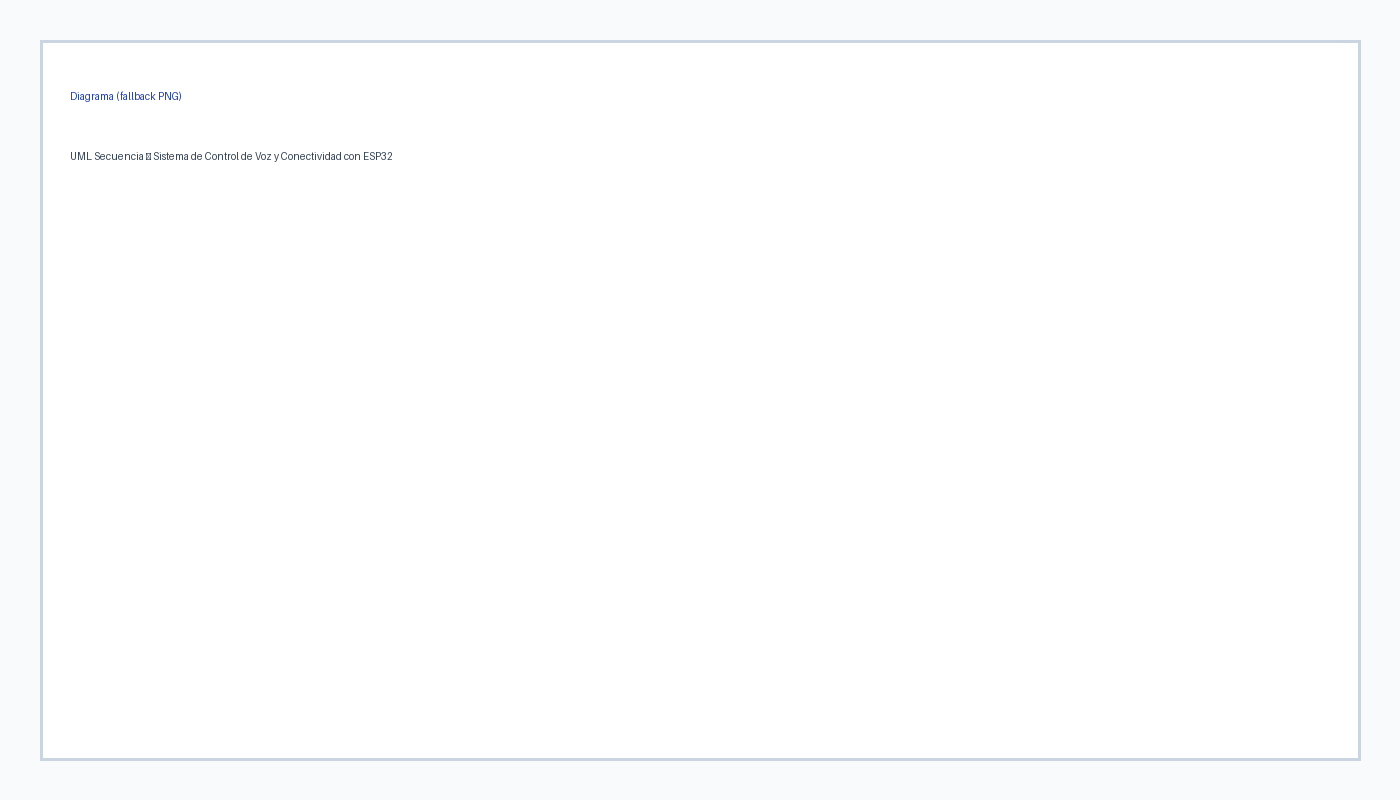 Diagrama (fallback PNG)
UML Secuencia Sistema de Control de Voz y Conectividad con ESP32